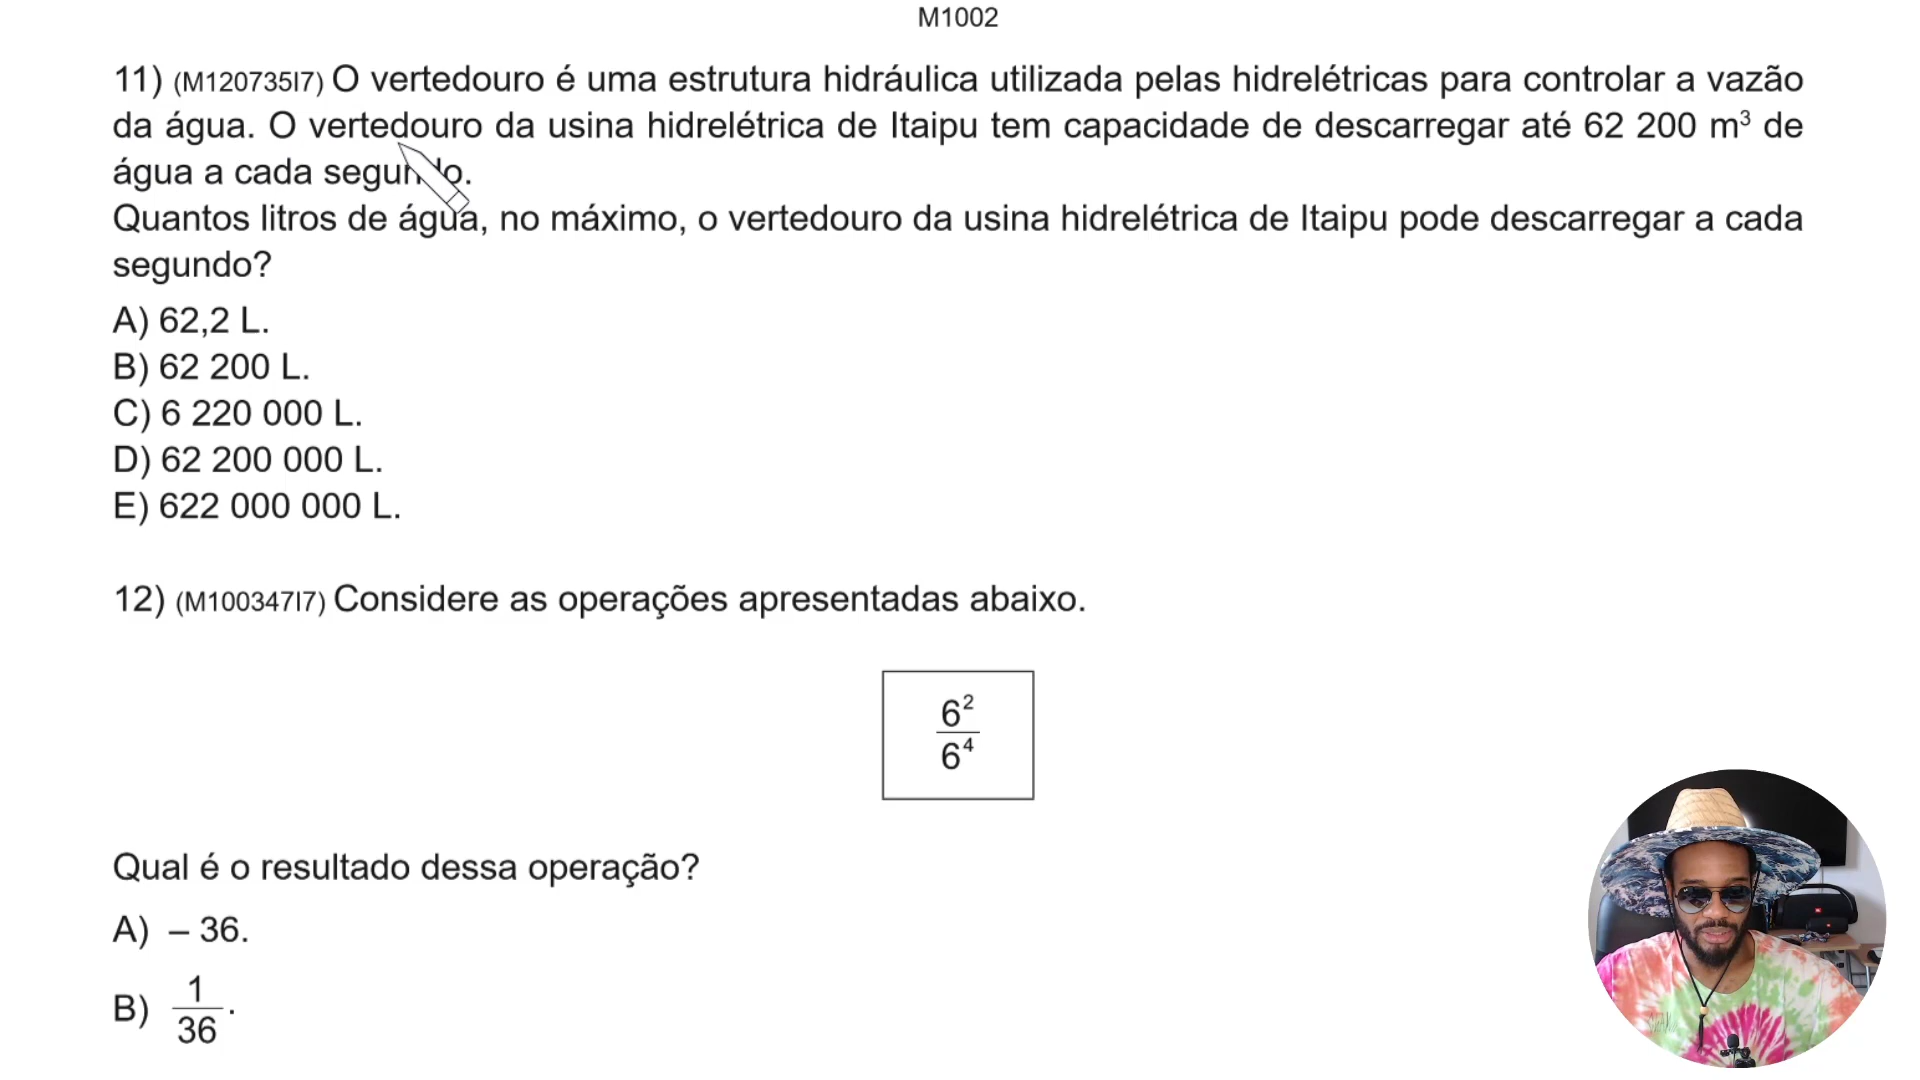 M1002
11) (M120735I7) O vertedouro é uma estrutura hidráulica utilizada pelas hidrelétricas para controlar a vazão
da água. O vertedouro da usina hidrelétrica de Itaipu tem capacidade de descarregar até 62 200 m³ de
água a cada segundo.
Quantos litros de água, no máximo, o vertedouro da usina hidrelétrica de Itaipu pode descarregar a cada
segundo?
A) 62,2 L.
B) 62 200 L.
C) 6 220 000 L.
D) 62 200 000 L.
E) 622 000 000 L.
12) (M100347I7) Considere as operações apresentadas abaixo.
6²
6⁴
Qual é o resultado dessa operação?
A) – 36.
B) 1/36.